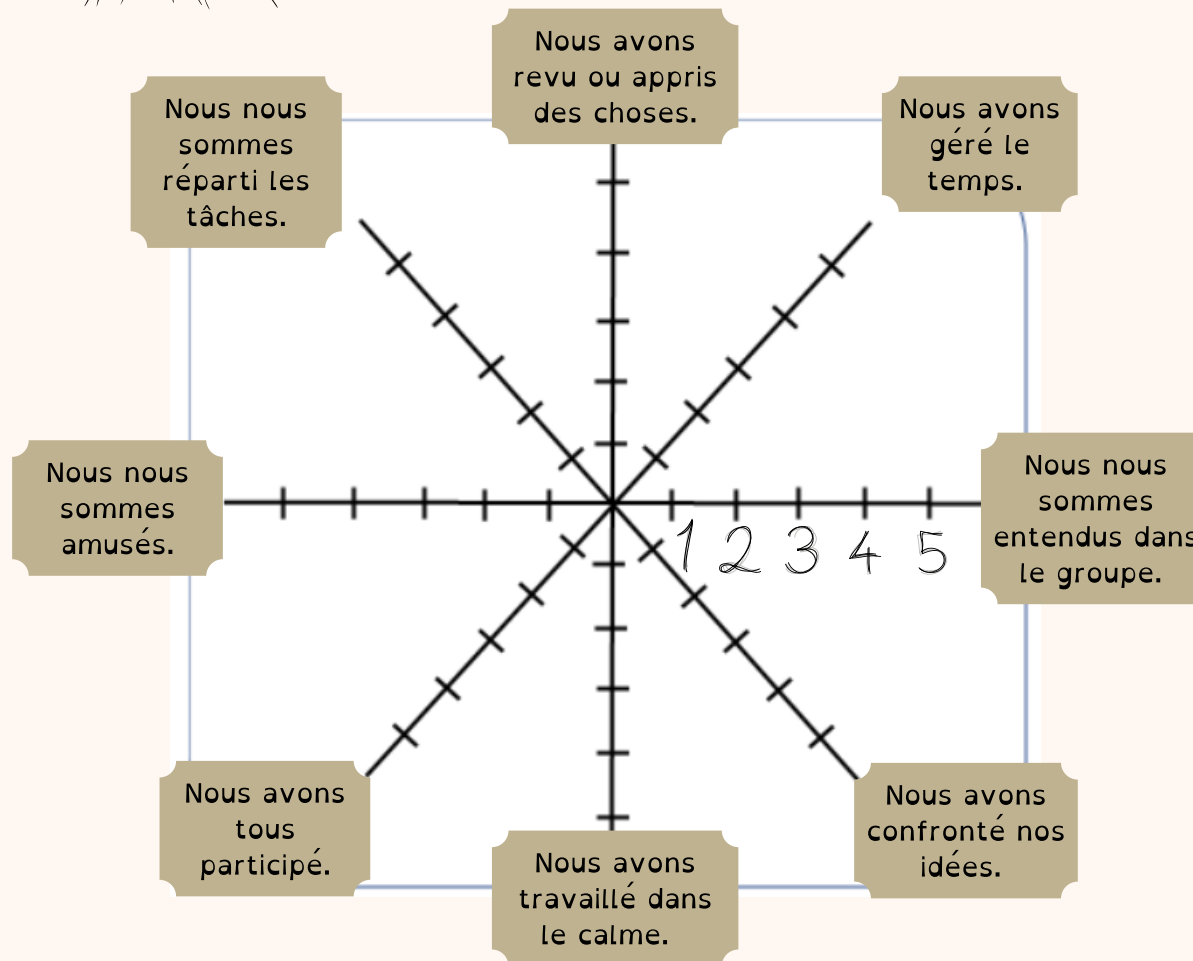 Nous avons
revu ou appris
des choses.
Nous nous
sommes
réparti les
tâches.
Nous avons
géré le
temps.
Nous nous
sommes
amusés.
Nous nous
sommes
entendus dans
le groupe.
1 2 3 4 5
Nous avons
tous
participé.
Nous avons
confronté nos
idées.
Nous avons
travaillé dans
le calme.